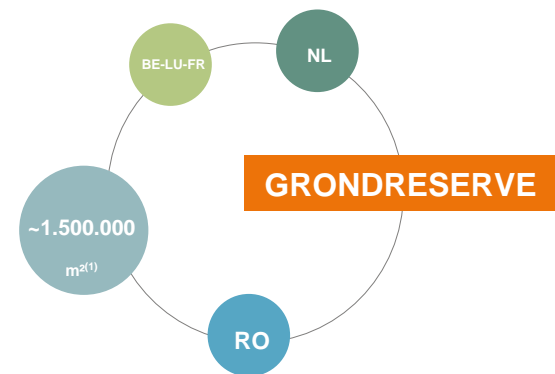 BE-LU-FR
NL
GRONDRESERVE
~1.500.000
m²⁽¹⁾
RO